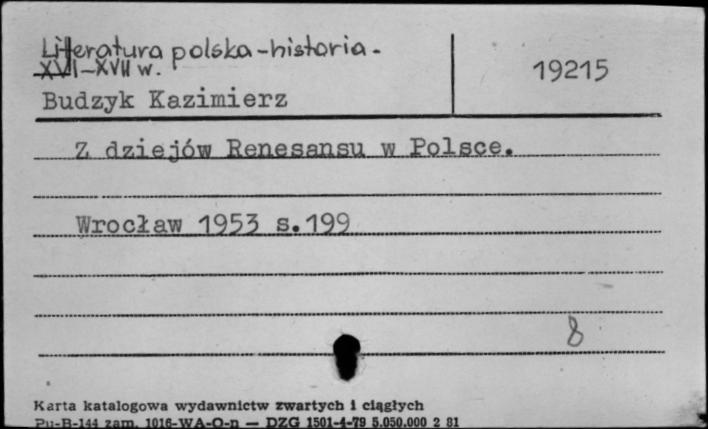 Literatura polska - historia -
XVI-XVII w.
19215
Budzyk Kazimierz
Z dziejów Renesansu w Polsce.
Wrocław 1953 s.199
8
Karta katalogowa wydawnictw zwartych i ciągłych
Pu-B-144 zam. 1016-WA-O-n — DZG 1501-4-79 5.050.000 2 81